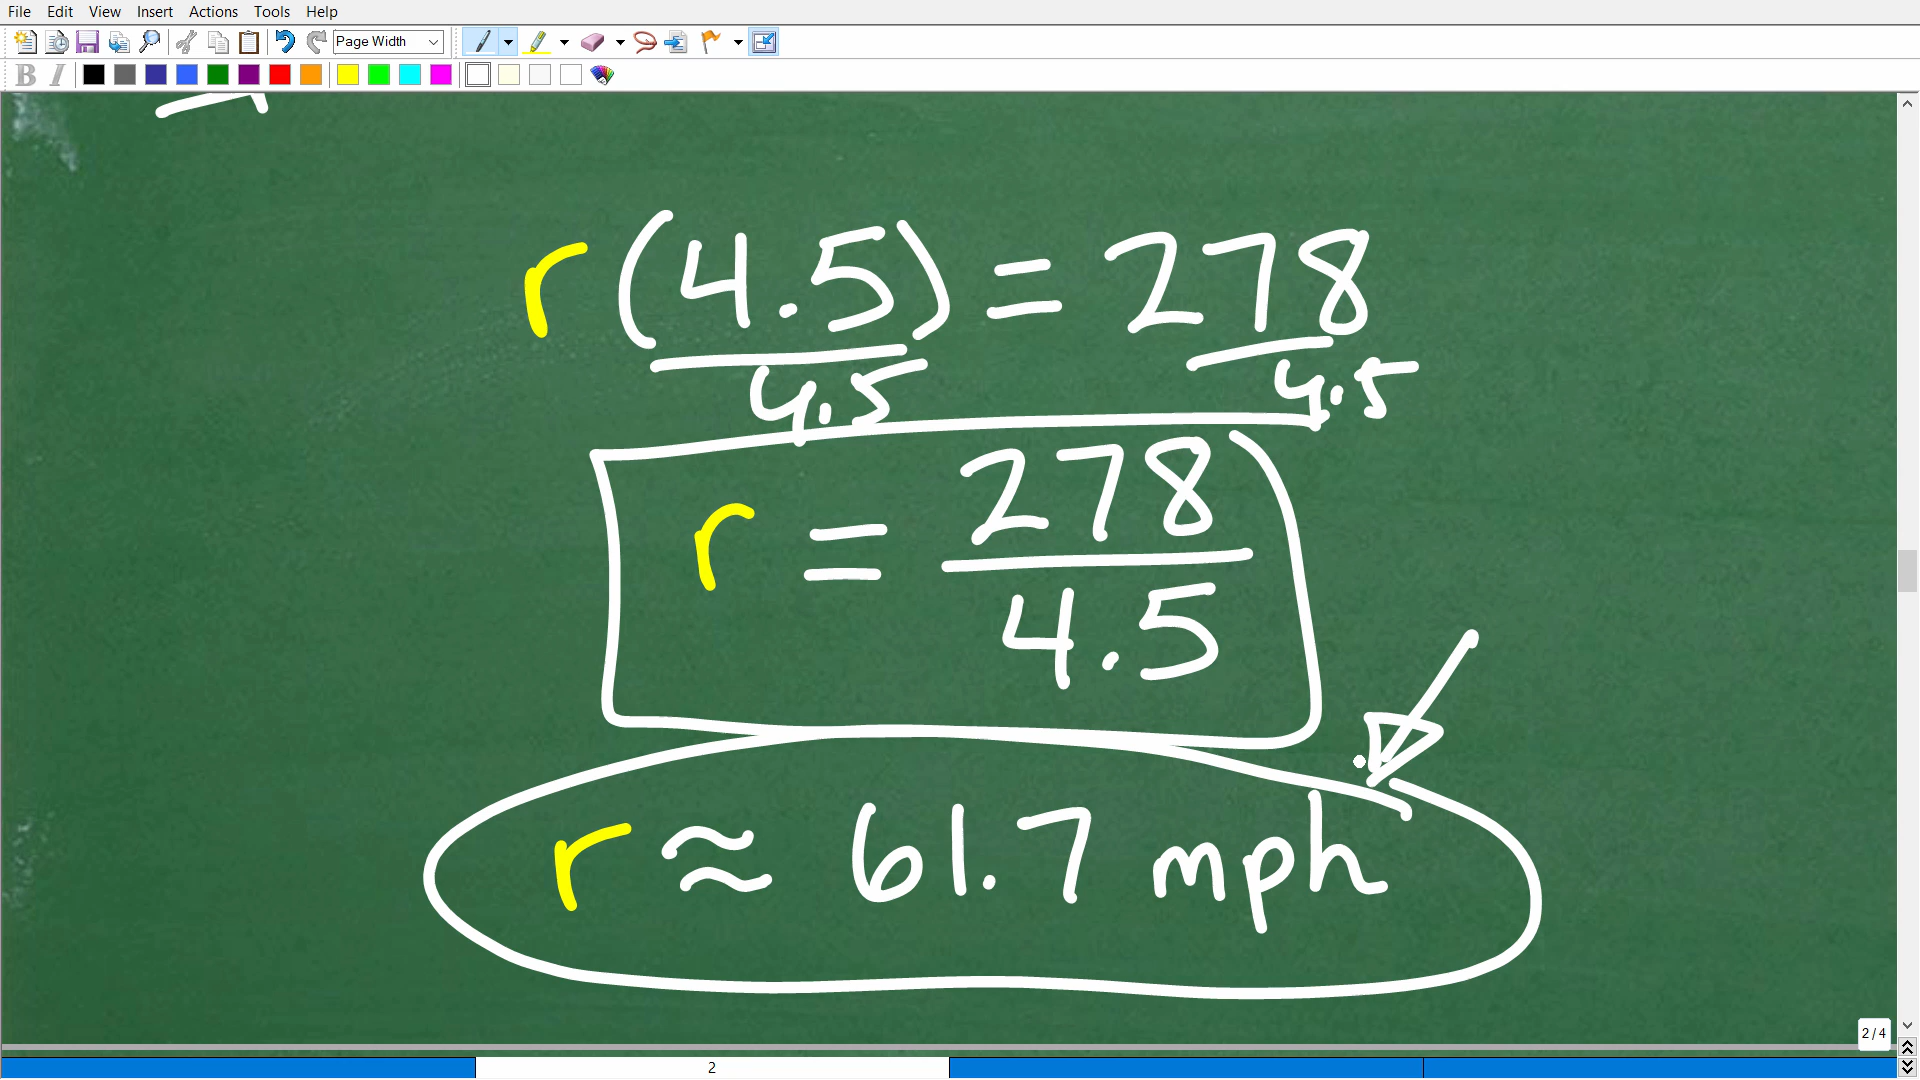 File Edit View Insert Actions Tools Help
Page Width
B I
r(4.5) = 278
4.5 4.5
r = 278
4.5
r ≈ 61.7 mph
2 / 4
2